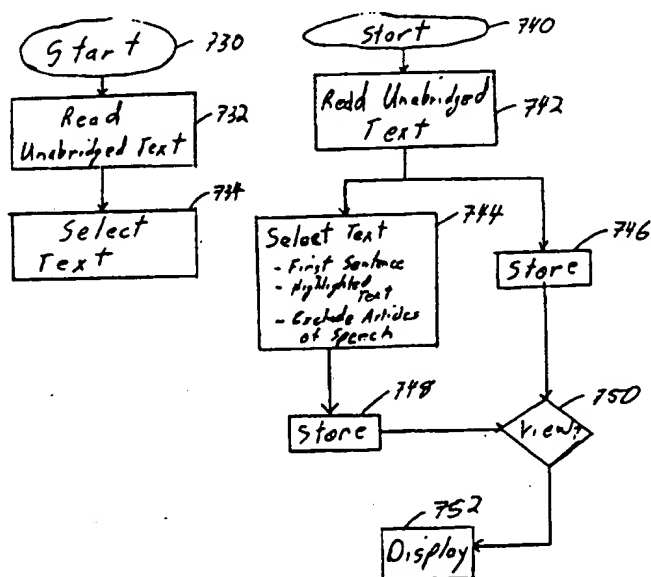 Start
730
Read
Unabridged Text
732
Select
Text
734
Start
740
Read Unabridged
Text
742
Select Text
- First Sentence
- Highlighted
Text
- Exclude Articles
of Speech
744
Store
746
Store
748
View?
750
Display
752